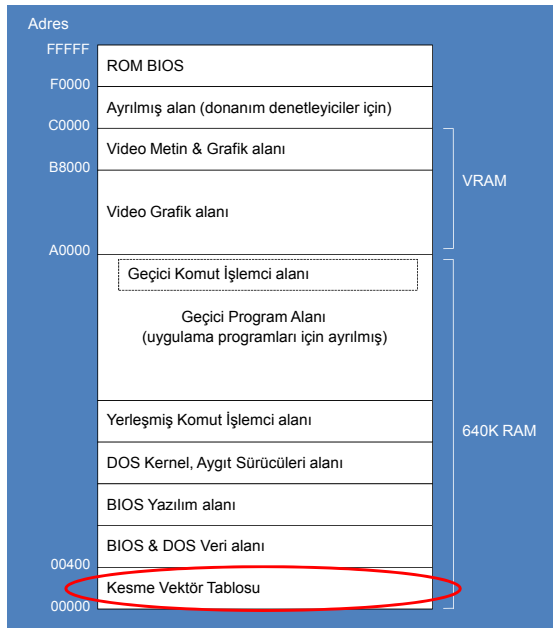 Adres
FFFFF
ROM BIOS
F0000
Ayrılmış alan (donanım denetleyiciler için)
C0000
Video Metin & Grafik alanı
B8000
VRAM
Video Grafik alanı
A0000
Geçici Komut İşlemci alanı
Geçici Program Alanı
(uygulama programları için ayrılmış)
Yerleşmiş Komut İşlemci alanı
640K RAM
DOS Kernel, Aygıt Sürücüleri alanı
BIOS Yazılım alanı
BIOS & DOS Veri alanı
00400
Kesme Vektör Tablosu
00000